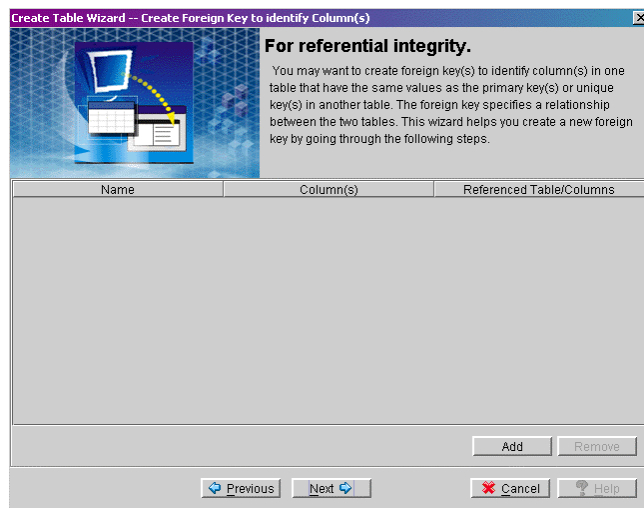 Create Table Wizard -- Create Foreign Key to identify Column(s)
For referential integrity.
You may want to create foreign key(s) to identify column(s) in one
table that have the same values as the primary key(s) or unique
key(s) in another table. The foreign key specifies a relationship
between the two tables. This wizard helps you create a new foreign
key by going through the following steps.
Name Column(s) Referenced Table/Columns
Add Remove
Previous Next Cancel Help